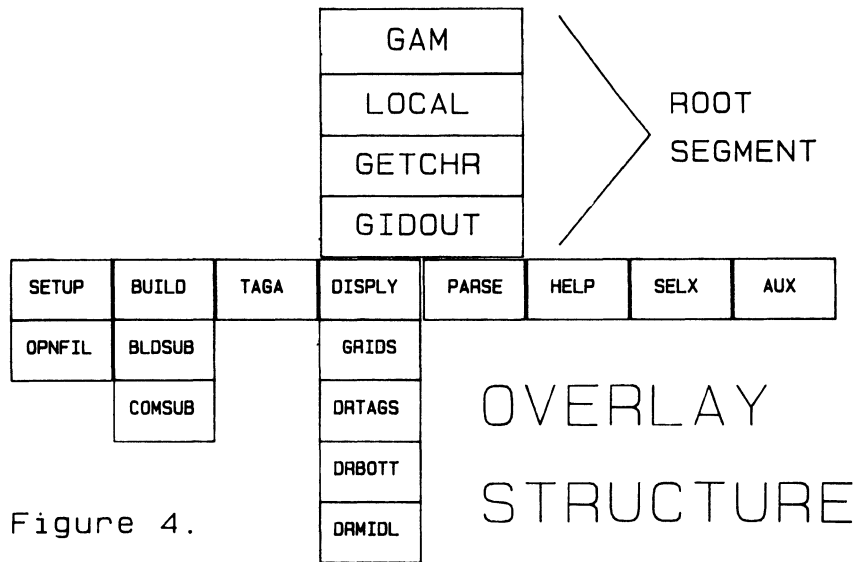 GAM
LOCAL
GETCHR
GIDOUT
ROOT
SEGMENT
SETUP BUILD TAGA DISPLY PARSE HELP SELX AUX
OPNFIL BLDSUB GRIDS
COMSUB DRTAGS
DRBOTT
DRMIDL
OVERLAY
STRUCTURE
Figure 4.